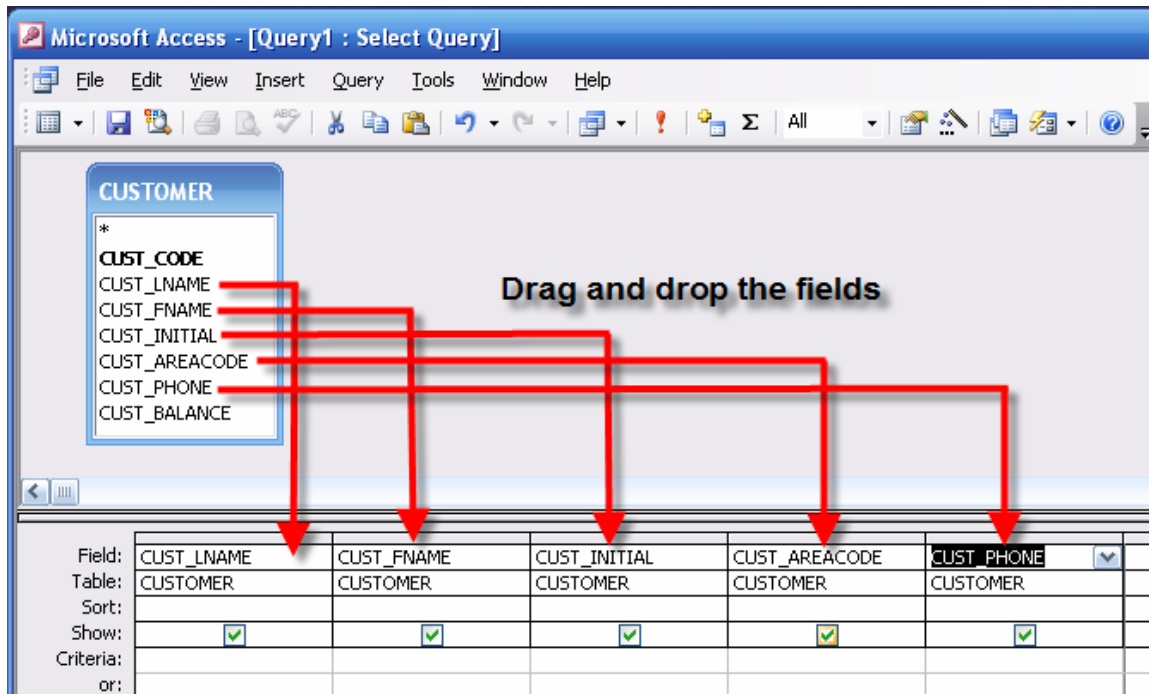 Microsoft Access - [Query1 : Select Query]
File Edit View Insert Query Tools Window Help
ABC Σ All
CUSTOMER
*
CUST_CODE
CUST_LNAME
CUST_FNAME
CUST_INITIAL
CUST_AREACODE
CUST_PHONE
CUST_BALANCE
Drag and drop the fields
Field: CUST_LNAME CUST_FNAME CUST_INITIAL CUST_AREACODE CUST_PHONE
Table: CUSTOMER CUSTOMER CUSTOMER CUSTOMER CUSTOMER
Sort:
Show:
Criteria:
or: